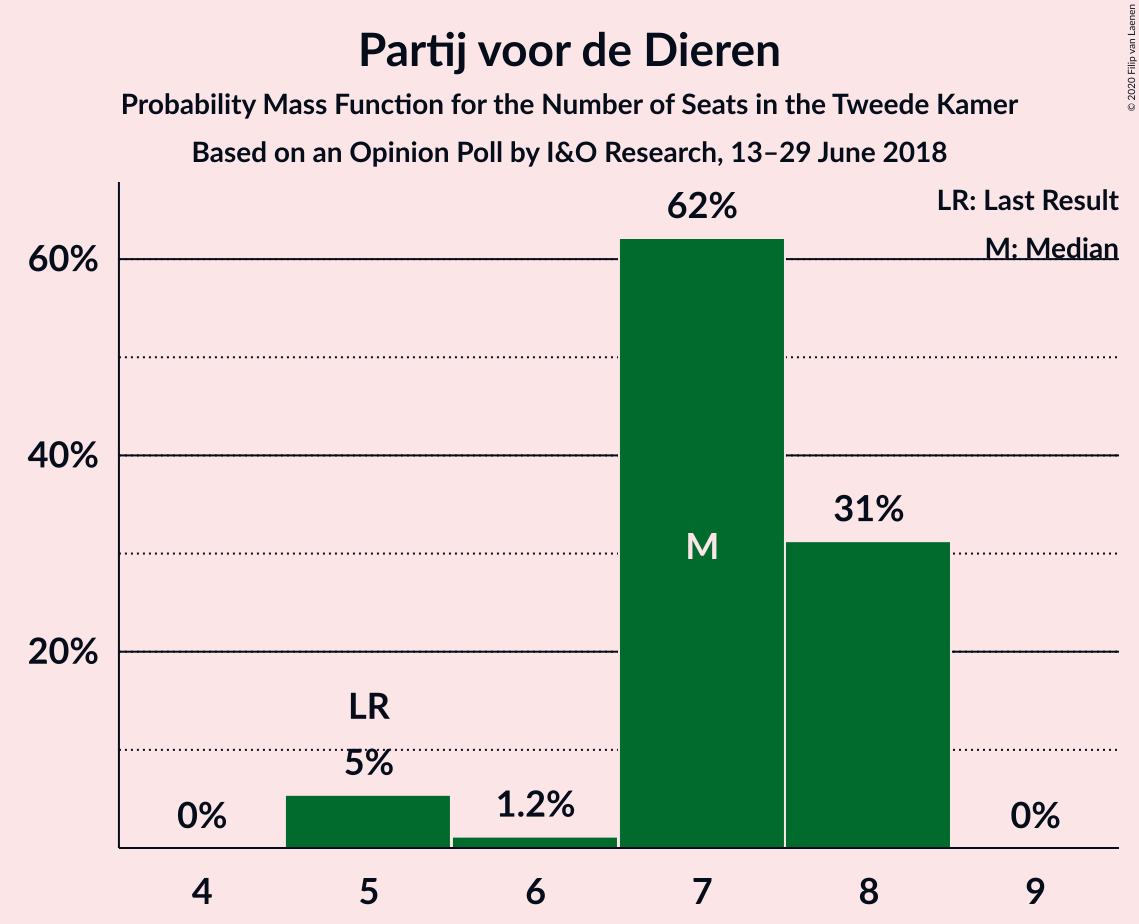 Partij voor de Dieren
Probability Mass Function for the Number of Seats in the Tweede Kamer
Based on an Opinion Poll by I&O Research, 13–29 June 2018
© 2020 Filip van Laenen
LR: Last Result
M: Median
62%
60%
40%
31%
M
20%
LR
5%
1.2%
0%
0%
4 5 6 7 8 9